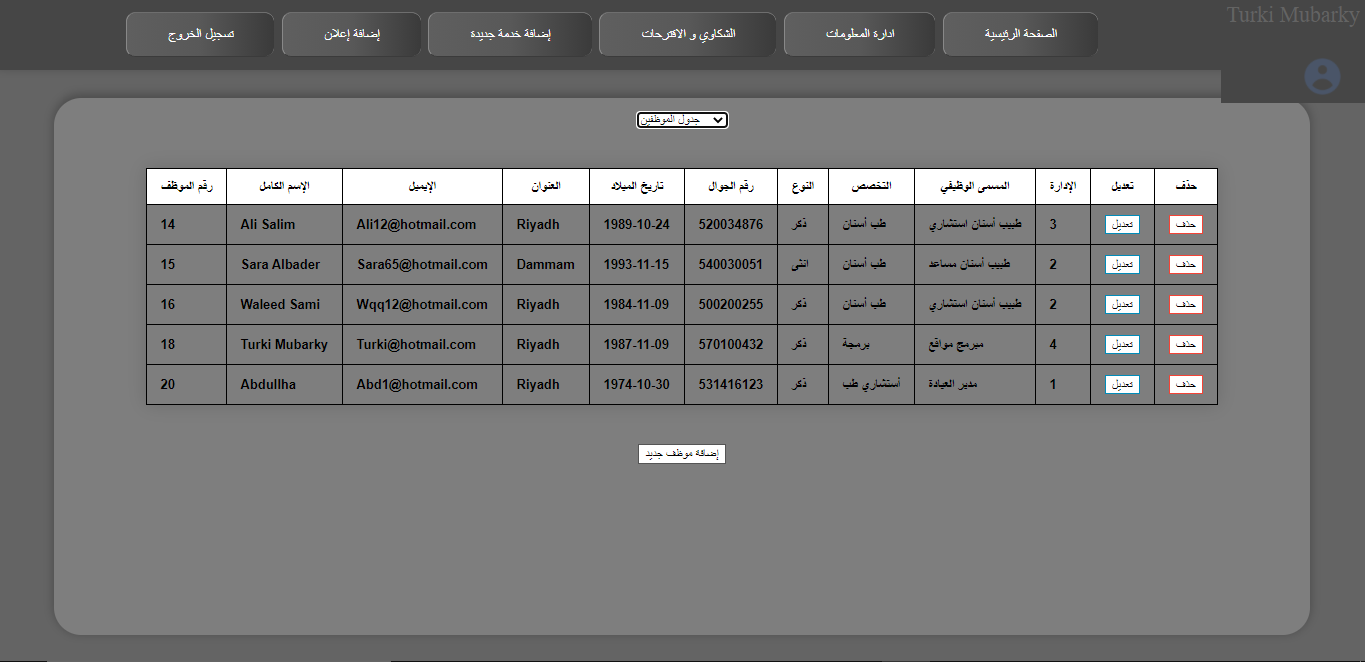 Turki Mubarky
الصفحة الرئيسية ادارة المعلومات الشكاوي و الاقترحات إضافة خدمة جديدة إضافة إعلان تسجيل الخروج
جدول الموظفين
رقم الموظف الإسم الكامل الإيميل العنوان تاريخ الميلاد رقم الجوال النوع التخصص المسمى الوظيفي الإدارة تعديل حذف
14 Ali Salim Ali12@hotmail.com Riyadh 1989-10-24 520034876 ذكر طب أسنان طبيب أسنان استشاري 3 تعديل حذف
15 Sara Albader Sara65@hotmail.com Dammam 1993-11-15 540030051 انثى طب أسنان طبيب أسنان مساعد 2 تعديل حذف
16 Waleed Sami Wqq12@hotmail.com Riyadh 1984-11-09 500200255 ذكر طب أسنان طبيب أسنان استشاري 2 تعديل حذف
18 Turki Mubarky Turki@hotmail.com Riyadh 1987-11-09 570100432 ذكر برمجة مبرمج مواقع 4 تعديل حذف
20 Abdullha Abd1@hotmail.com Riyadh 1974-10-30 531416123 ذكر أستشاري طب مدير العيادة 1 تعديل حذف
إضافة موظف جديد